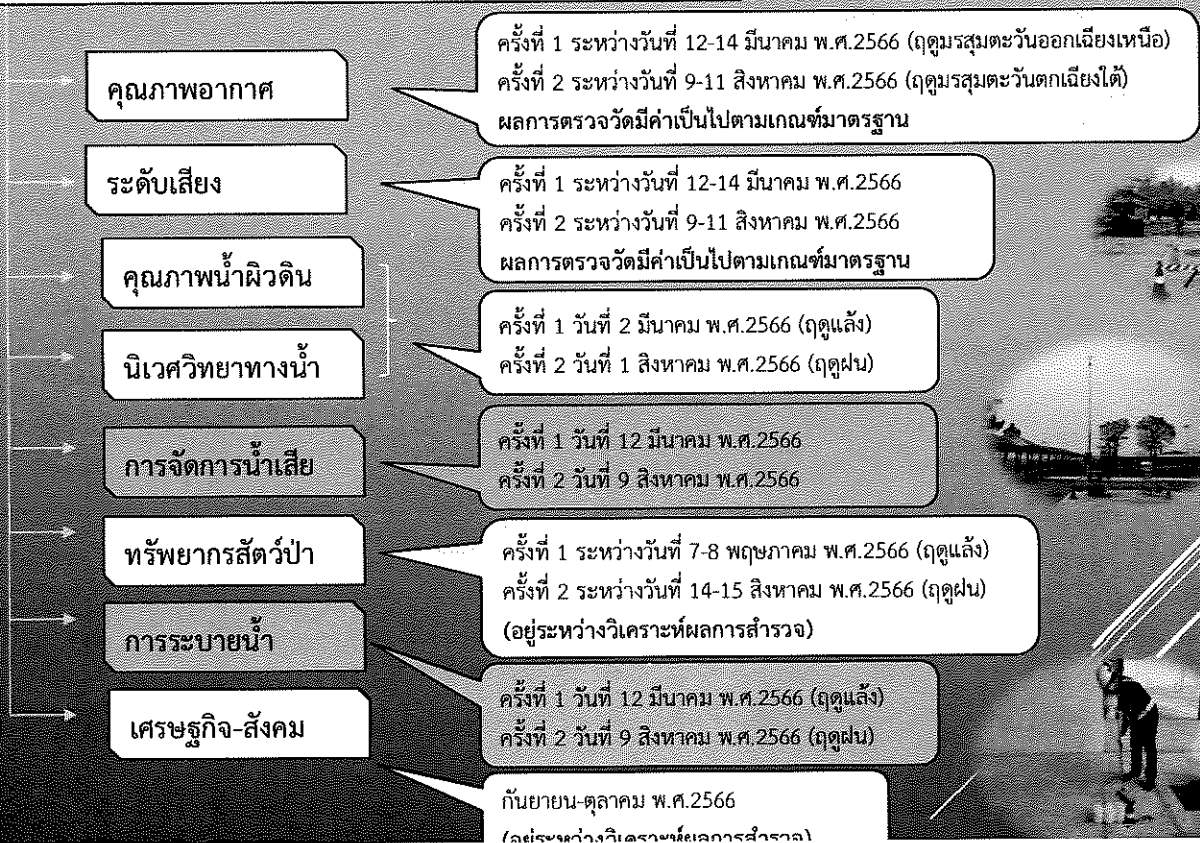 คุณภาพอากาศ
ครั้งที่ 1 ระหว่างวันที่ 12-14 มีนาคม พ.ศ.2566 (ฤดูมรสุมตะวันออกเฉียงเหนือ)
ครั้งที่ 2 ระหว่างวันที่ 9-11 สิงหาคม พ.ศ.2566 (ฤดูมรสุมตะวันตกเฉียงใต้)
ผลการตรวจวัดมีค่าเป็นไปตามเกณฑ์มาตรฐาน
ระดับเสียง
ครั้งที่ 1 ระหว่างวันที่ 12-14 มีนาคม พ.ศ.2566
ครั้งที่ 2 ระหว่างวันที่ 9-11 สิงหาคม พ.ศ.2566
ผลการตรวจวัดมีค่าเป็นไปตามเกณฑ์มาตรฐาน
คุณภาพน้ำผิวดิน
นิเวศวิทยาทางน้ำ
ครั้งที่ 1 วันที่ 2 มีนาคม พ.ศ.2566 (ฤดูแล้ง)
ครั้งที่ 2 วันที่ 1 สิงหาคม พ.ศ.2566 (ฤดูฝน)
การจัดการน้ำเสีย
ครั้งที่ 1 วันที่ 12 มีนาคม พ.ศ.2566
ครั้งที่ 2 วันที่ 9 สิงหาคม พ.ศ.2566
ทรัพยากรสัตว์ป่า
ครั้งที่ 1 ระหว่างวันที่ 7-8 พฤษภาคม พ.ศ.2566 (ฤดูแล้ง)
ครั้งที่ 2 ระหว่างวันที่ 14-15 สิงหาคม พ.ศ.2566 (ฤดูฝน)
(อยู่ระหว่างวิเคราะห์ผลการสำรวจ)
การระบายน้ำ
ครั้งที่ 1 วันที่ 12 มีนาคม พ.ศ.2566 (ฤดูแล้ง)
ครั้งที่ 2 วันที่ 9 สิงหาคม พ.ศ.2566 (ฤดูฝน)
เศรษฐกิจ-สังคม
กันยายน-ตุลาคม พ.ศ.2566
(อยู่ระหว่างวิเคราะห์ผลการสำรวจ)